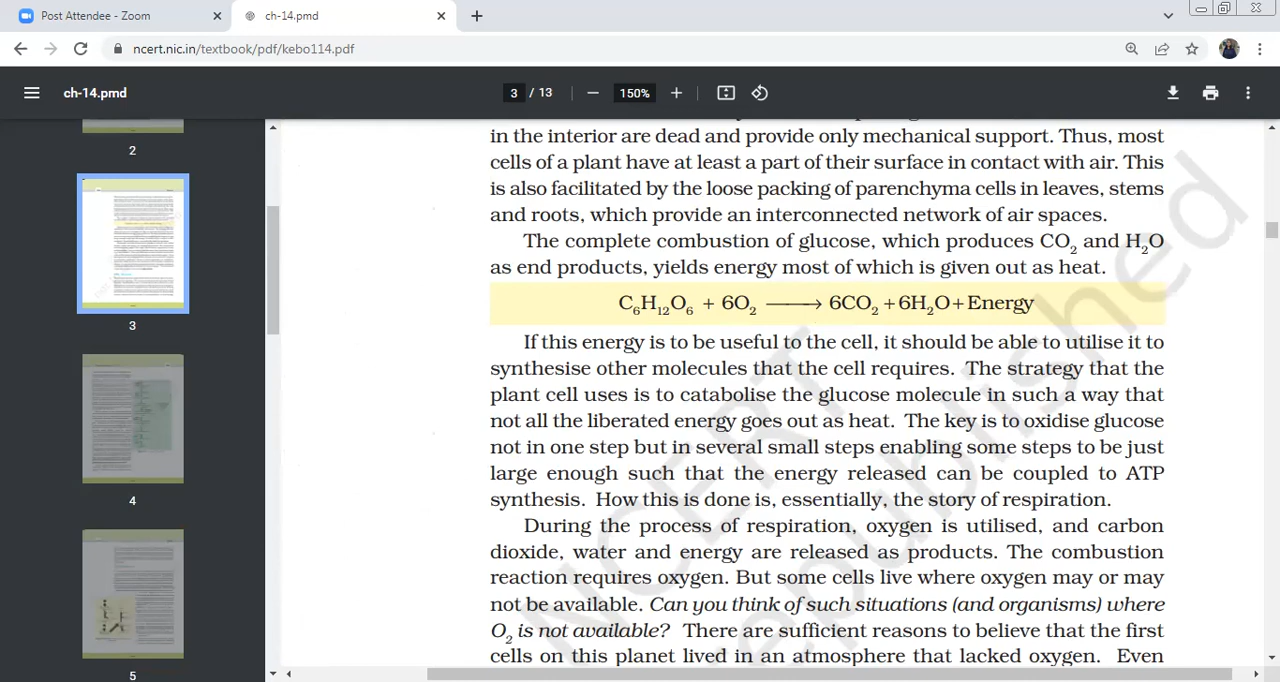 Post Attendee - Zoom
ch-14.pmd
ncert.nic.in/textbook/pdf/kebo114.pdf
ch-14.pmd
3 / 13
150%
2
3
4
5
in the interior are dead and provide only mechanical support. Thus, most
cells of a plant have at least a part of their surface in contact with air. This
is also facilitated by the loose packing of parenchyma cells in leaves, stems
and roots, which provide an interconnected network of air spaces.
The complete combustion of glucose, which produces CO₂ and H₂O
as end products, yields energy most of which is given out as heat.
C₆H₁₂O₆ + 6O₂ ⟶ 6CO₂ + 6H₂O + Energy
If this energy is to be useful to the cell, it should be able to utilise it to
synthesise other molecules that the cell requires. The strategy that the
plant cell uses is to catabolise the glucose molecule in such a way that
not all the liberated energy goes out as heat. The key is to oxidise glucose
not in one step but in several small steps enabling some steps to be just
large enough such that the energy released can be coupled to ATP
synthesis. How this is done is, essentially, the story of respiration.
During the process of respiration, oxygen is utilised, and carbon
dioxide, water and energy are released as products. The combustion
reaction requires oxygen. But some cells live where oxygen may or may
not be available. Can you think of such situations (and organisms) where
O₂ is not available? There are sufficient reasons to believe that the first
cells on this planet lived in an atmosphere that lacked oxygen. Even
NCERT
republished